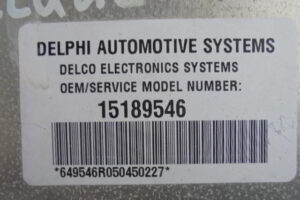 DELPHI AUTOMOTIVE SYSTEMS
DELCO ELECTRONICS SYSTEMS
OEM/SERVICE MODEL NUMBER:
15189546
*649546R050450227*